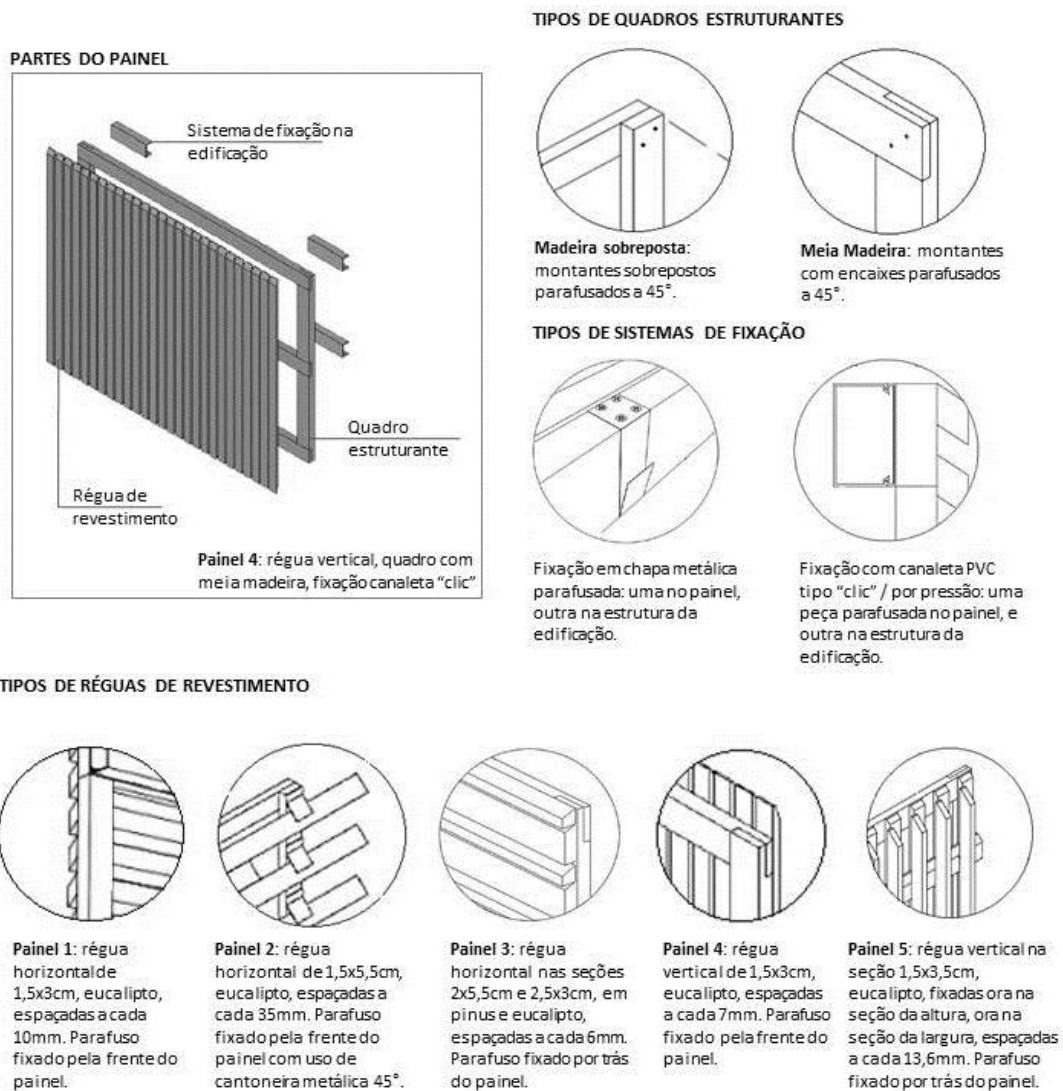 PARTES DO PAINEL
Sistema de fixação na
edificação
Quadro
estruturante
Régua de
revestimento
Painel 4: régua vertical, quadro com
meia madeira, fixação canaleta “clic”
TIPOS DE QUADROS ESTRUTURANTES
Madeira sobreposta:
montantes sobrepostos
parafusados a 45°.
Meia Madeira: montantes
com encaixes parafusados
a 45°.
TIPOS DE SISTEMAS DE FIXAÇÃO
Fixação em chapa metálica
parafusada: uma no painel,
outra na estrutura da
edificação.
Fixação com canaleta PVC
tipo “clic” / por pressão: uma
peça parafusada no painel, e
outra na estrutura da
edificação.
TIPOS DE RÉGUAS DE REVESTIMENTO
Painel 1: régua
horizontal de
1,5x3cm, eucalipto,
espaçadas a cada
10mm. Parafuso
fixado pela frente do
painel.
Painel 2: régua
horizontal de 1,5x5,5cm,
eucalipto, espaçadas a
cada 35mm. Parafuso
fixado pela frente do
painel com uso de
cantoneira metálica 45°.
Painel 3: régua
horizontal nas seções
2x5,5cm e 2,5x3cm, em
pinus e eucalipto,
espaçadas a cada 6mm.
Parafuso fixado por trás
do painel.
Painel 4: régua
vertical de 1,5x3cm,
eucalipto, espaçadas
a cada 7mm. Parafuso
fixado pela frente do
painel.
Painel 5: régua vertical na
seção 1,5x3,5cm,
eucalipto, fixadas ora na
seção da altura, ora na
seção da largura, espaçadas
a cada 13,6mm. Parafuso
fixado por trás do painel.